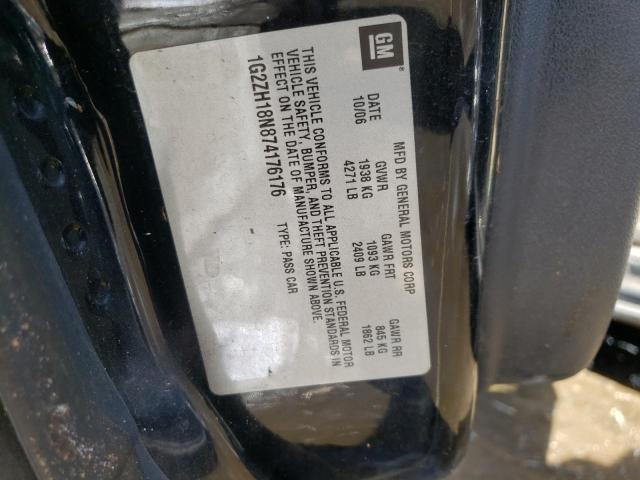 GM
®
MFD BY GENERAL MOTORS CORP
DATE GVWR GAWR FRT GAWR RR
10/06 1938 KG 1093 KG 845 KG
4271 LB 2409 LB 1862 LB
THIS VEHICLE CONFORMS TO ALL APPLICABLE U.S. FEDERAL MOTOR
VEHICLE SAFETY, BUMPER, AND THEFT PREVENTION STANDARDS IN
EFFECT ON THE DATE OF MANUFACTURE SHOWN ABOVE.
1G2ZH18N874176176 TYPE: PASS CAR